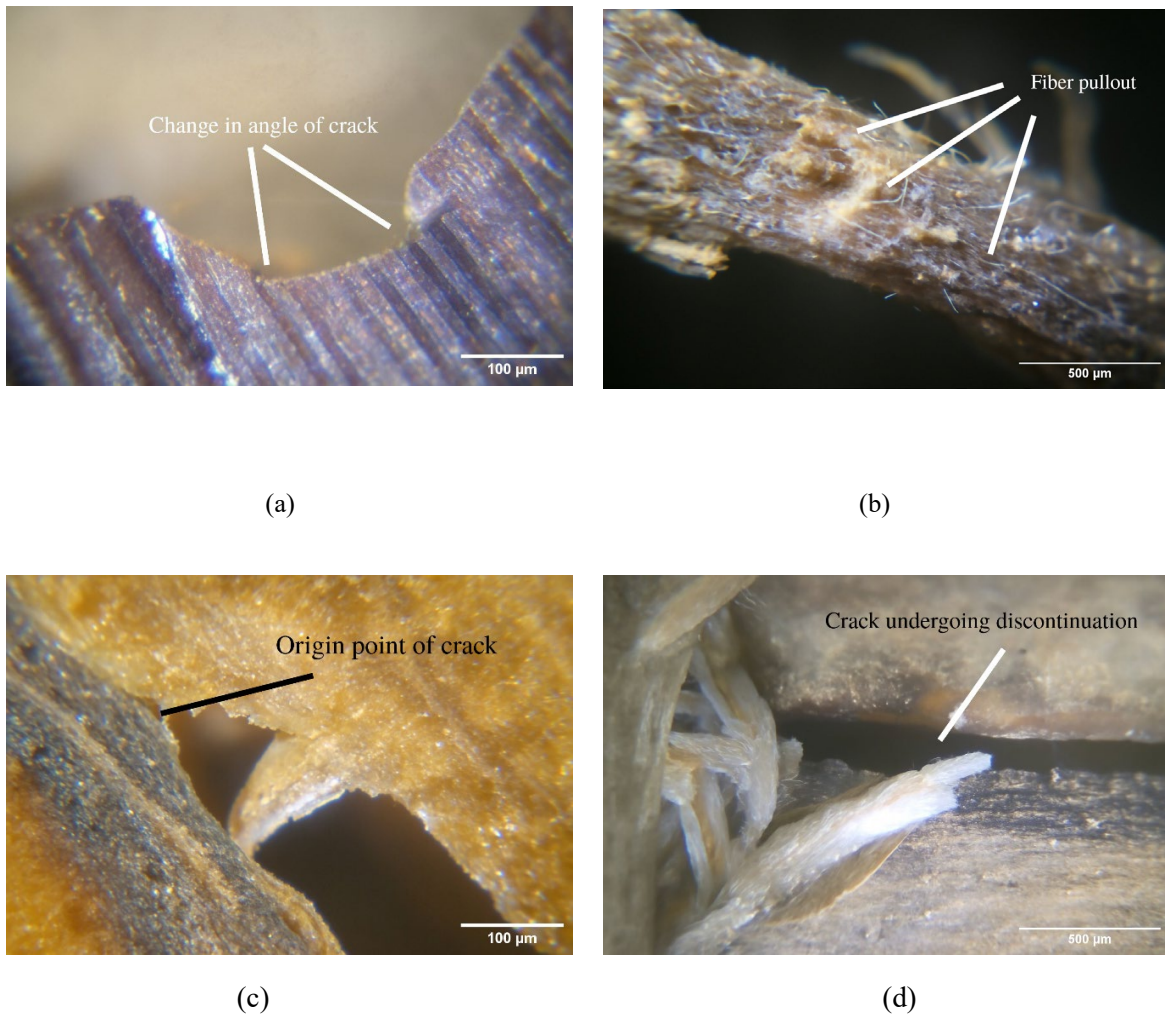 Change in angle of crack
100 µm
Fiber pullout
500 µm
(a)
(b)
Origin point of crack
100 µm
Crack undergoing discontinuation
500 µm
(c)
(d)